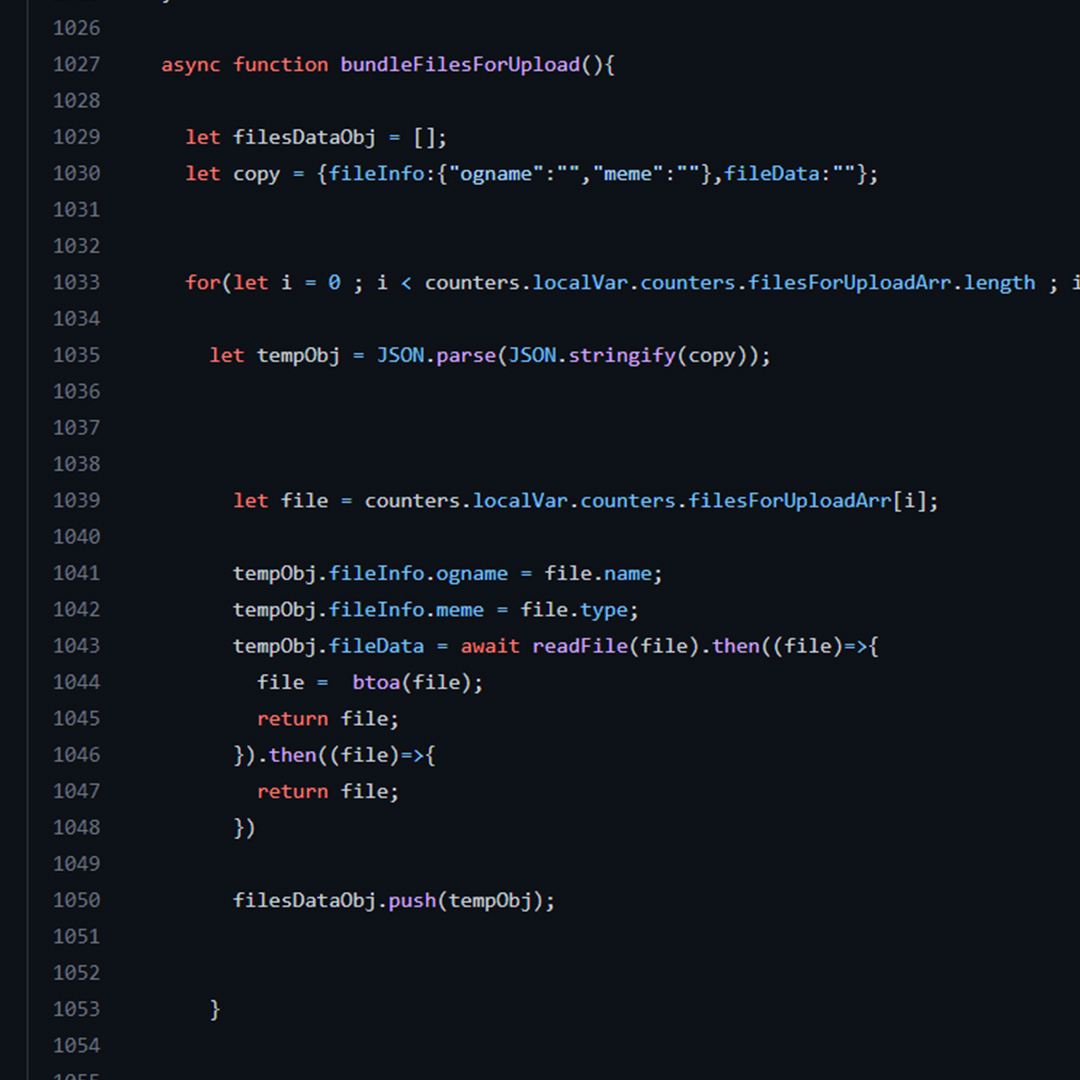 1026
1027 async function bundleFilesForUpload(){
1028
1029 let filesDataObj = [];
1030 let copy = {fileInfo:{"ogname":"","meme":""},fileData:""};
1031
1032
1033 for(let i = 0 ; i < counters.localVar.counters.filesForUploadArr.length ; i
1034
1035 let tempObj = JSON.parse(JSON.stringify(copy));
1036
1037
1038
1039 let file = counters.localVar.counters.filesForUploadArr[i];
1040
1041 tempObj.fileInfo.ogname = file.name;
1042 tempObj.fileInfo.meme = file.type;
1043 tempObj.fileData = await readFile(file).then((file)=>{
1044 file =  btoa(file);
1045 return file;
1046 }).then((file)=>{
1047 return file;
1048 })
1049
1050 filesDataObj.push(tempObj);
1051
1052
1053 }
1054